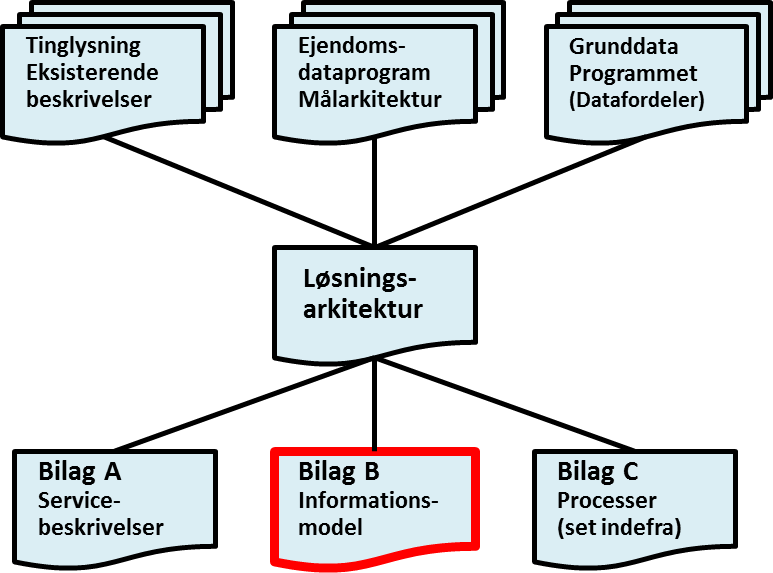 Tinglysning
Eksisterende
beskrivelser
Ejendoms-
dataprogram
Målarkitektur
Grunddata
Programmet
(Datafordeler)
Løsnings-
arkitektur
Bilag A
Service-
beskrivelser
Bilag B
Informations-
model
Bilag C
Processer
(set indefra)